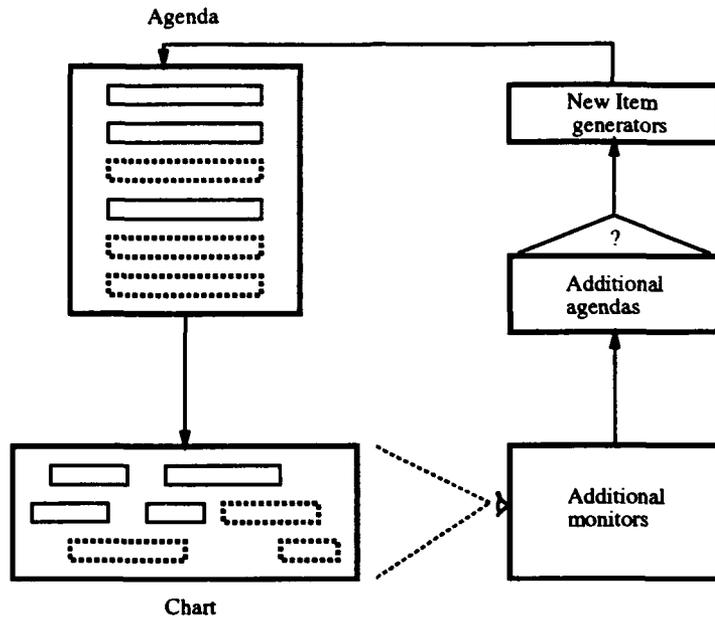 Agenda
New Item
generators
?
Additional
agendas
Additional
monitors
Chart